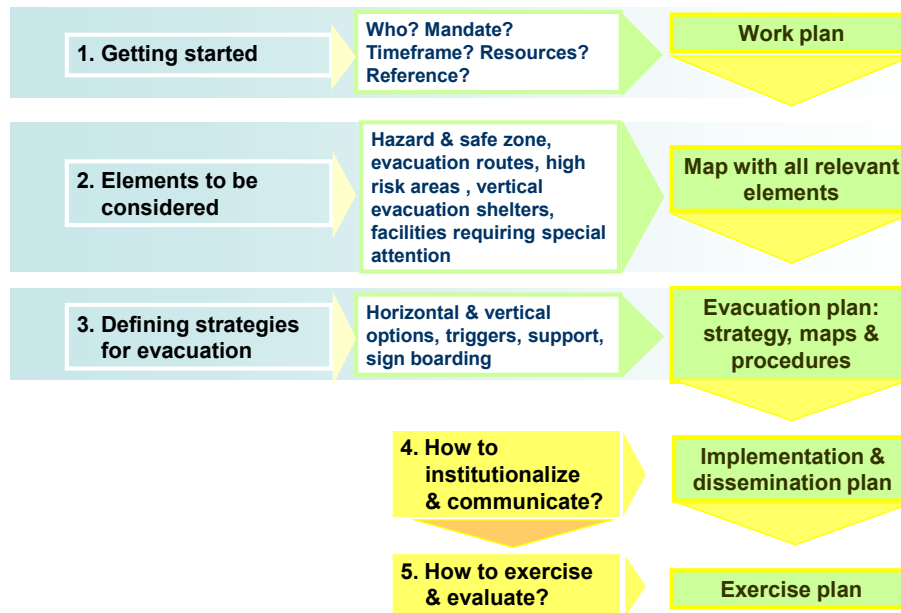 1. Getting started
Who? Mandate?
Timeframe? Resources?
Reference?
Work plan
2. Elements to be
considered
Hazard & safe zone,
evacuation routes, high
risk areas , vertical
evacuation shelters,
facilities requiring special
attention
Map with all relevant
elements
3. Defining strategies
for evacuation
Horizontal & vertical
options, triggers, support,
sign boarding
Evacuation plan:
strategy, maps &
procedures
4. How to
institutionalize
& communicate?
Implementation &
dissemination plan
5. How to exercise
& evaluate?
Exercise plan